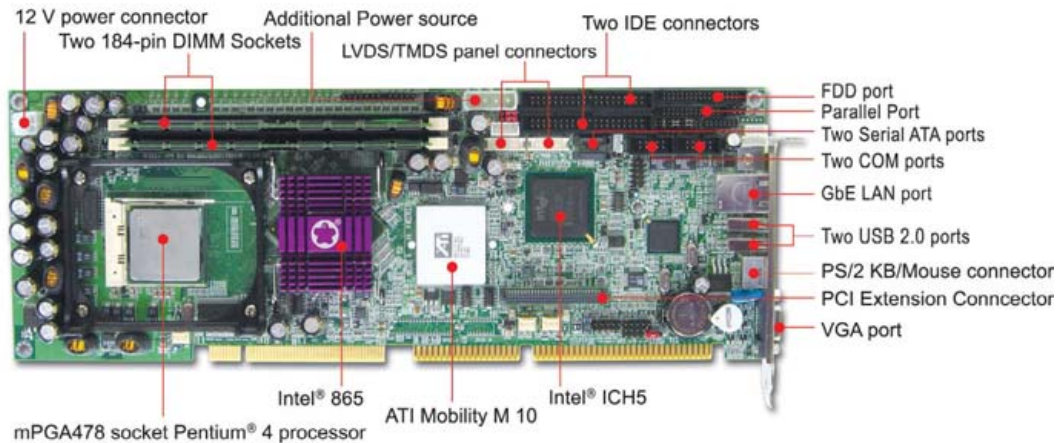 12 V power connector
Additional Power source
Two IDE connectors
Two 184-pin DIMM Sockets
LVDS/TMDS panel connectors
FDD port
Parallel Port
Two Serial ATA ports
Two COM ports
GbE LAN port
Two USB 2.0 ports
PS/2 KB/Mouse connector
PCI Extension Conncector
VGA port
intel
ATI
Intel® 865
ATI Mobility M 10
Intel® ICH5
mPGA478 socket Pentium® 4 processor